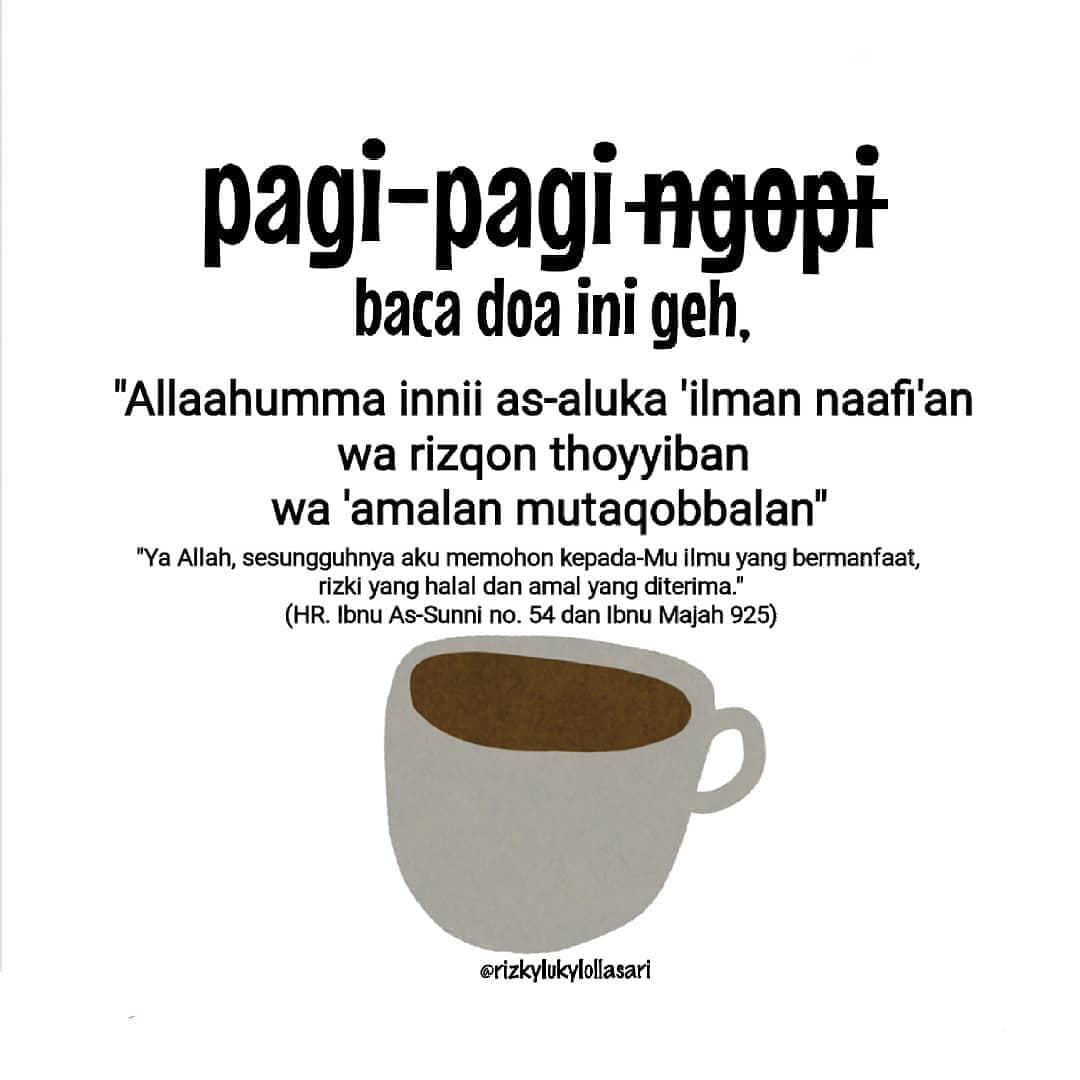 pagi-pagi ngopi
baca doa ini geh,
"Allaahumma innii as-aluka 'ilman naafi'an
wa rizqon thoyyiban
wa 'amalan mutaqobbalan"
"Ya Allah, sesungguhnya aku memohon kepada-Mu ilmu yang bermanfaat,
rizki yang halal dan amal yang diterima."
(HR. Ibnu As-Sunni no. 54 dan Ibnu Majah 925)
@rizkylukylollasari